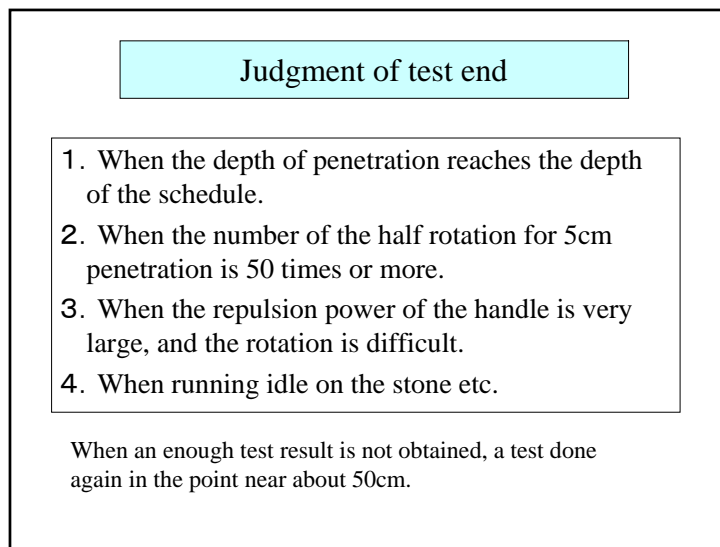 Judgment of test end
1. When the depth of penetration reaches the depth
of the schedule.
2. When the number of the half rotation for 5cm
penetration is 50 times or more.
3. When the repulsion power of the handle is very
large, and the rotation is difficult.
4. When running idle on the stone etc.
When an enough test result is not obtained, a test done
again in the point near about 50cm.